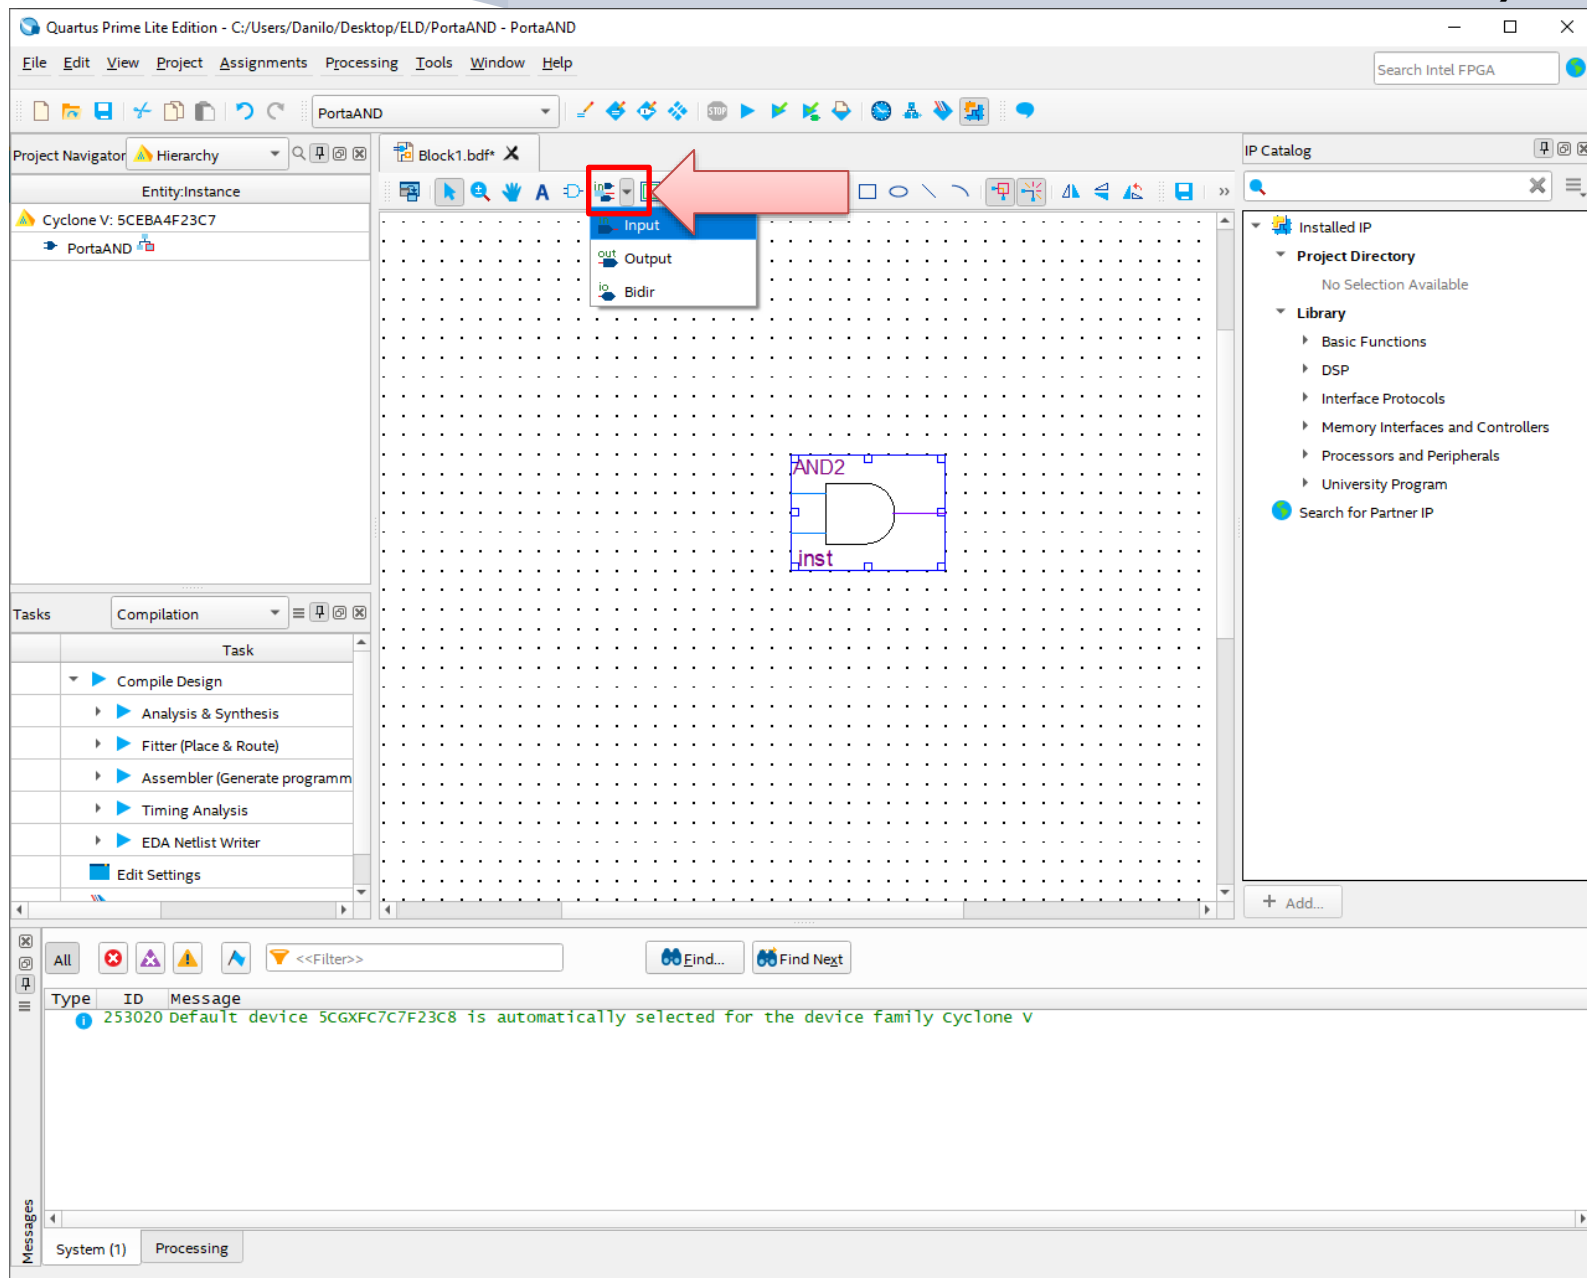 Quartus Prime Lite Edition - C:/Users/Danilo/Desktop/ELD/PortaAND - PortaAND
File Edit View Project Assignments Processing Tools Window Help
Search Intel FPGA
STOP
PortaAND
Project Navigator Hierarchy
Entity:Instance
Cyclone V: 5CEBA4F23C7
PortaAND
Block1.bdf*
A
in
Input
out Output
io Bidir
AND2
inst
IP Catalog
Installed IP
Project Directory
No Selection Available
Library
Basic Functions
DSP
Interface Protocols
Memory Interfaces and Controllers
Processors and Peripherals
University Program
Search for Partner IP
+ Add...
Tasks Compilation
Task
Compile Design
Analysis & Synthesis
Fitter (Place & Route)
Assembler (Generate programm
Timing Analysis
EDA Netlist Writer
Edit Settings
All <<Filter>> Find... Find Next
Type ID Message
253020 Default device 5CGXFC7C7F23C8 is automatically selected for the device family Cyclone V
Messages
System (1) Processing